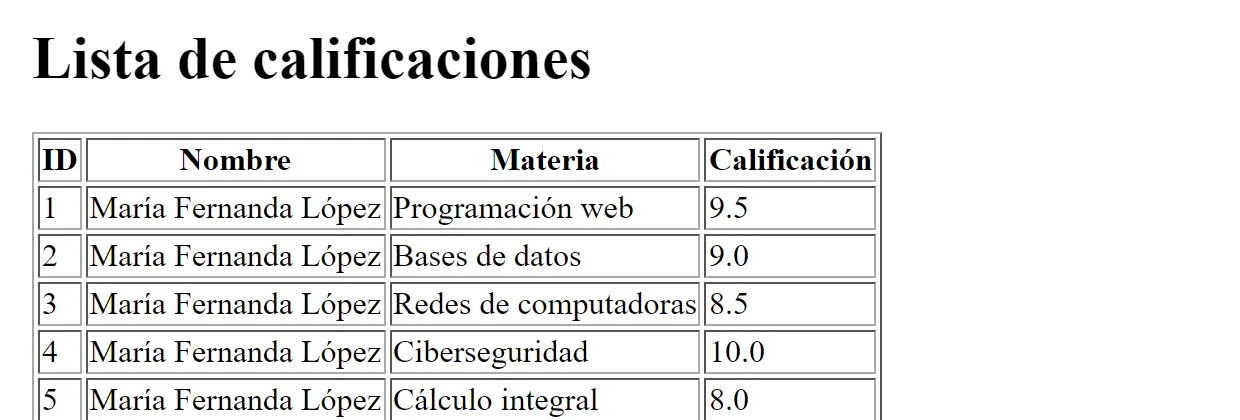 Lista de calificaciones
ID Nombre Materia Calificación
1 María Fernanda López Programación web 9.5
2 María Fernanda López Bases de datos 9.0
3 María Fernanda López Redes de computadoras 8.5
4 María Fernanda López Ciberseguridad 10.0
5 María Fernanda López Cálculo integral 8.0